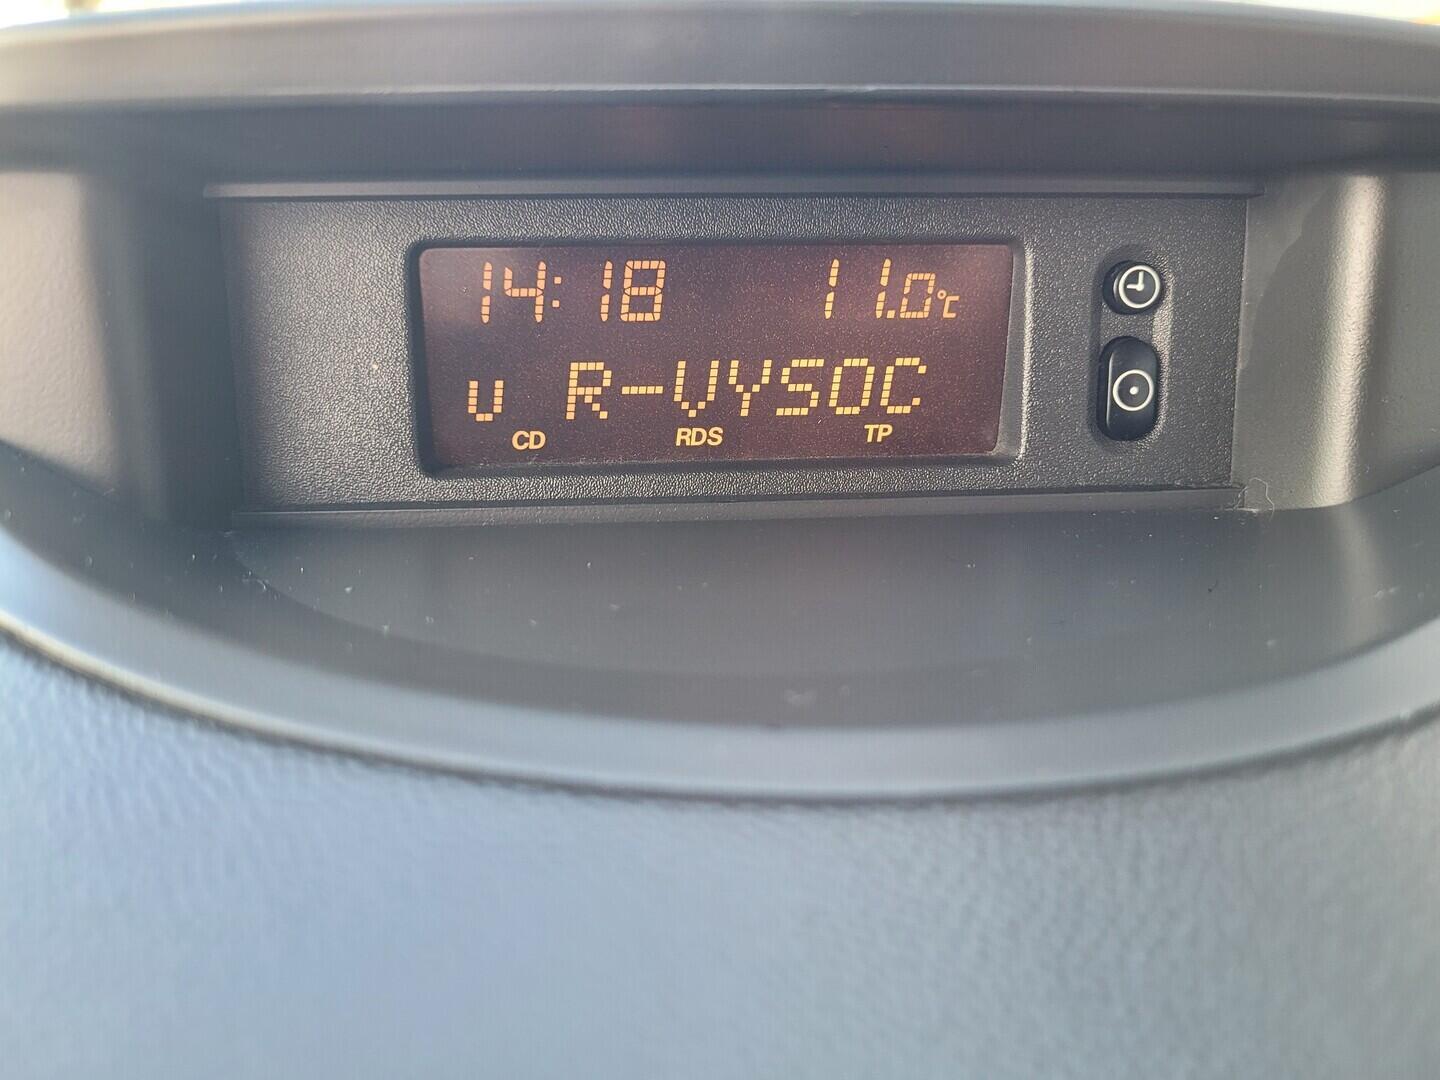 14:18 11.0°C
U R-VYSOC
CD RDS TP